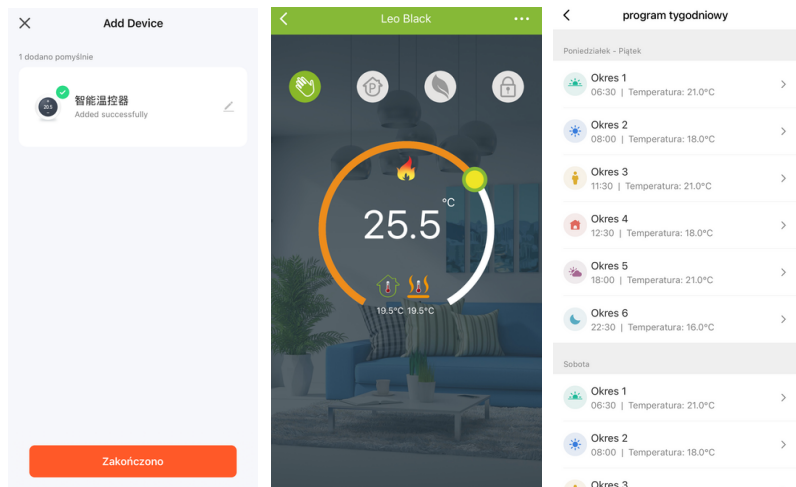 Add Device
1 dodano pomyślnie
20.5
智能温控器
Added successfully
Zakończono
Leo Black
P
°C
25.5
19.5°C 19.5°C
program tygodniowy
Poniedziałek - Piątek
Okres 1
06:30 | Temperatura: 21.0°C
Okres 2
08:00 | Temperatura: 18.0°C
Okres 3
11:30 | Temperatura: 21.0°C
Okres 4
12:30 | Temperatura: 18.0°C
Okres 5
18:00 | Temperatura: 21.0°C
Okres 6
22:30 | Temperatura: 16.0°C
Sobota
Okres 1
06:30 | Temperatura: 21.0°C
Okres 2
08:00 | Temperatura: 18.0°C
Okres 3